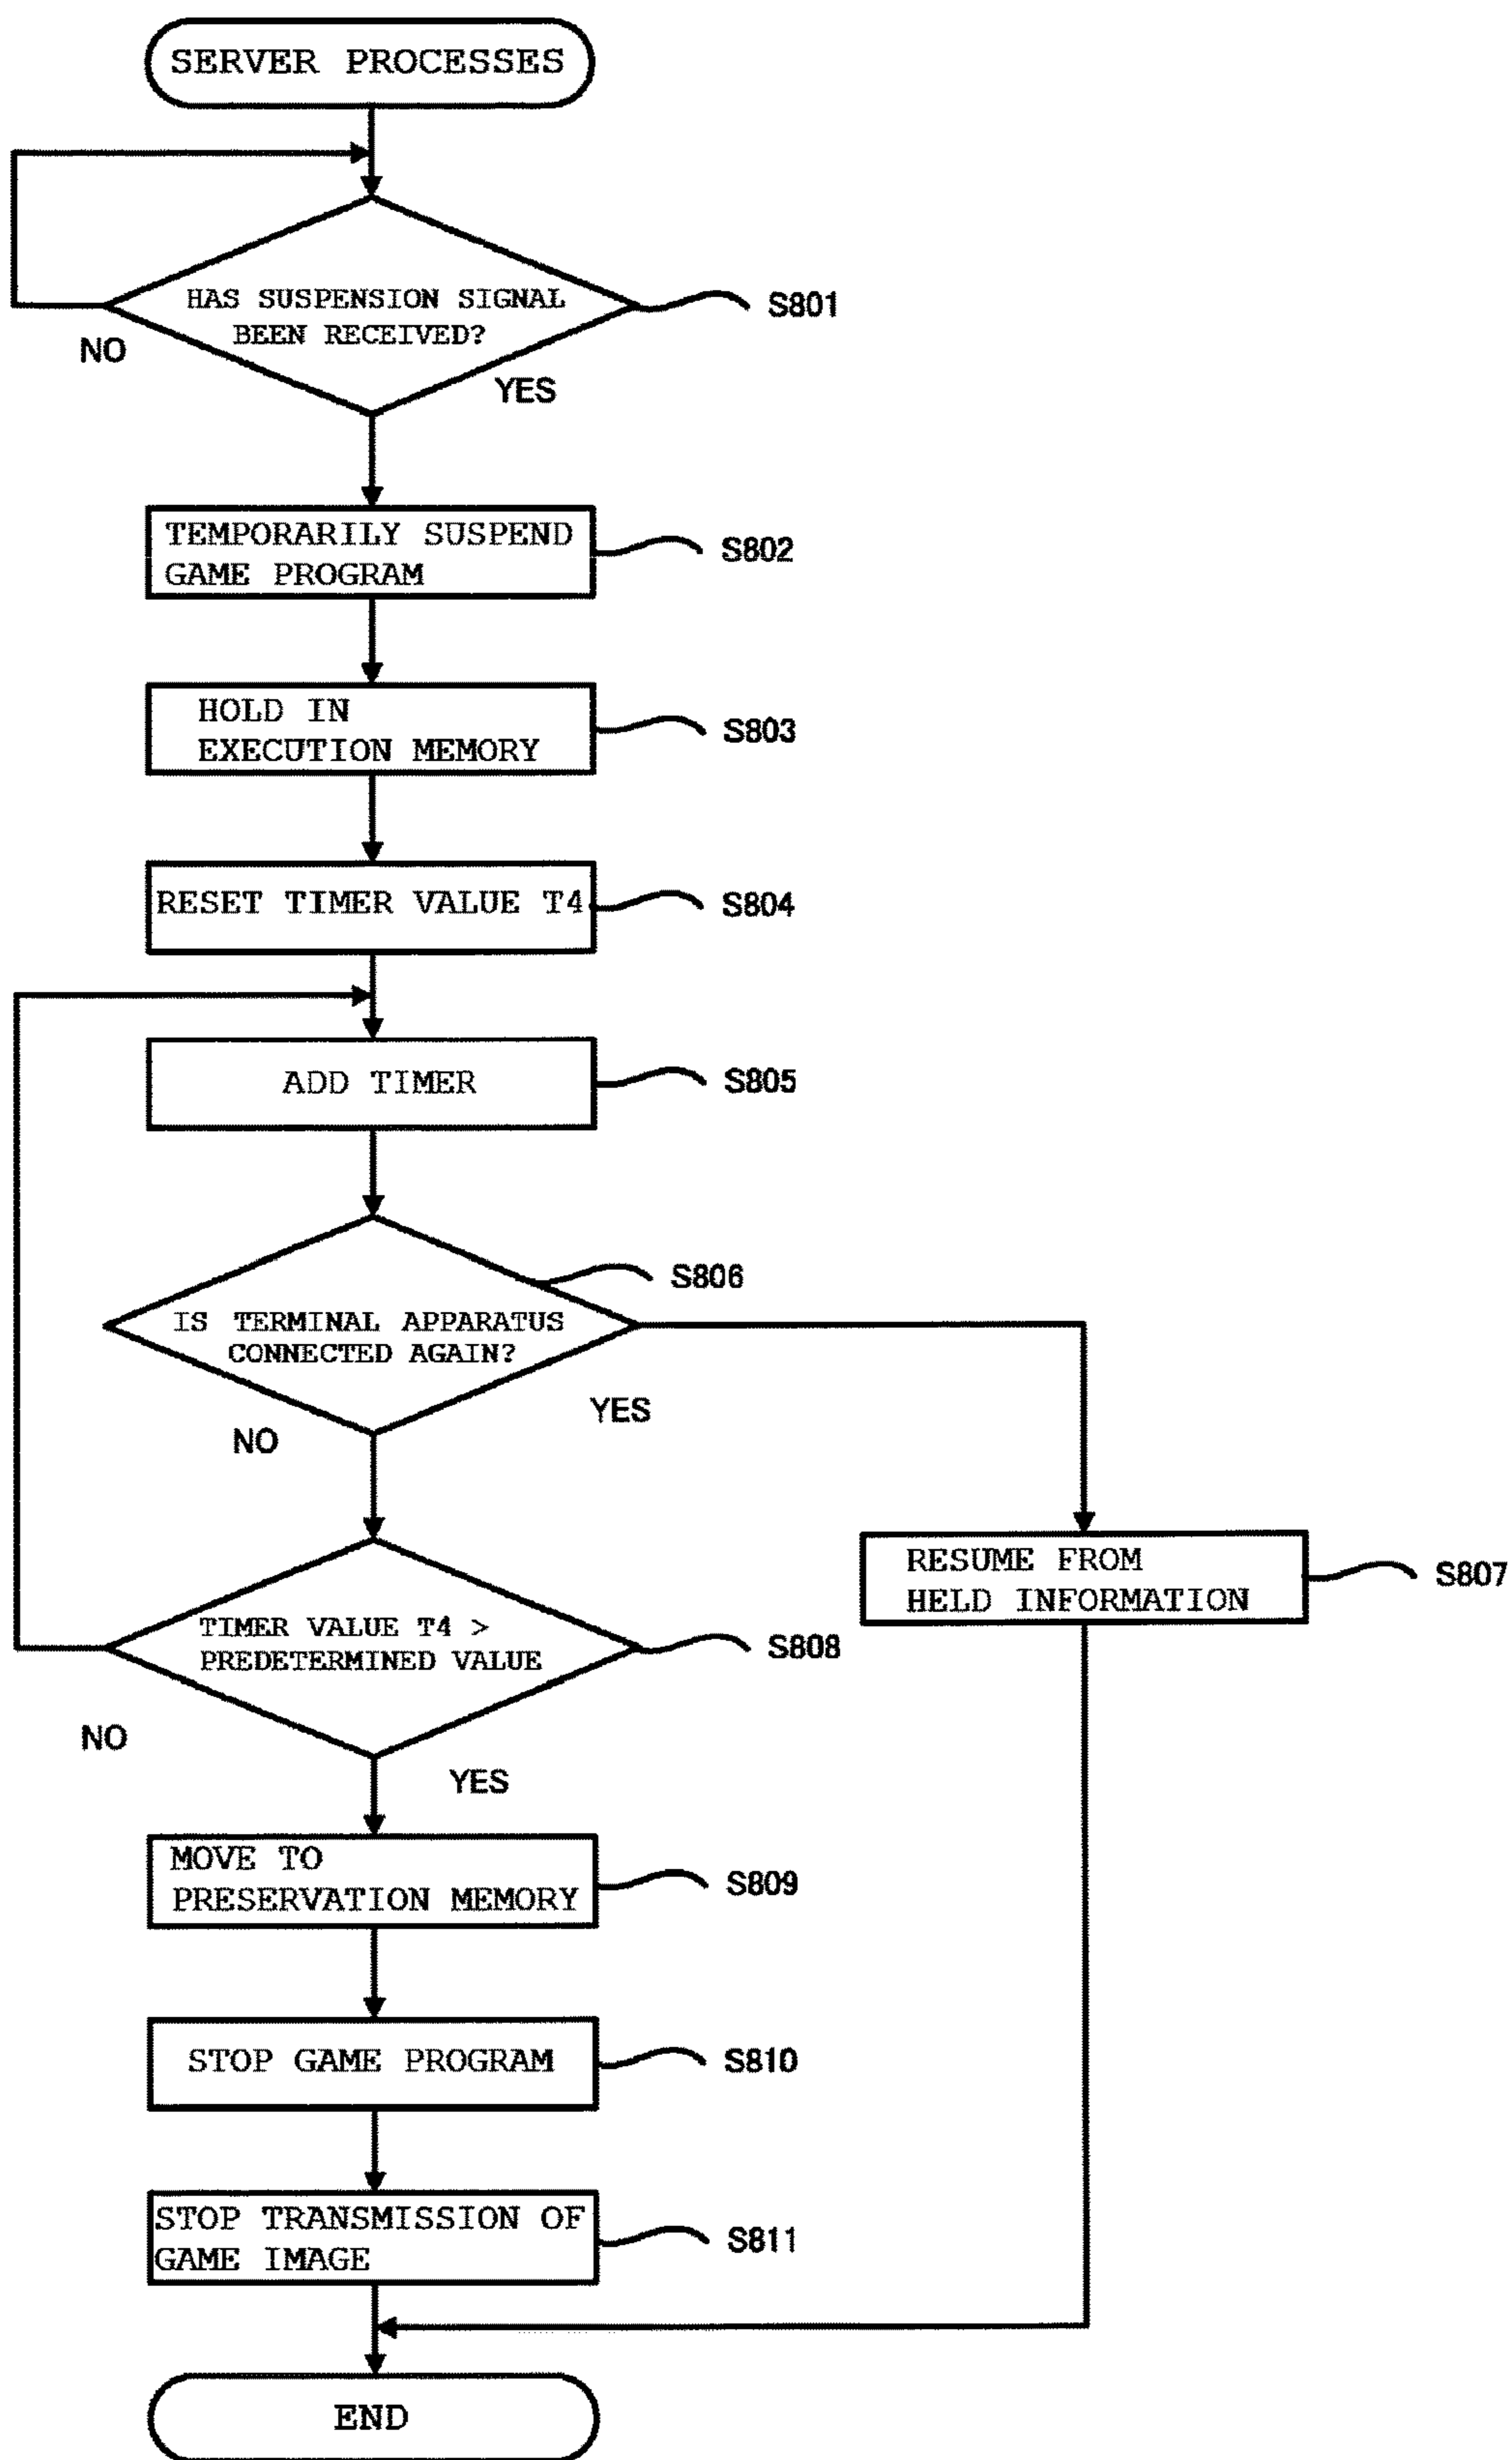 SERVER PROCESSES
HAS SUSPENSION SIGNAL
BEEN RECEIVED?
S801
NO
YES
TEMPORARILY SUSPEND
GAME PROGRAM
S802
HOLD IN
EXECUTION MEMORY
S803
RESET TIMER VALUE T4
S804
ADD TIMER
S805
S806
IS TERMINAL APPARATUS
CONNECTED AGAIN?
YES
NO
RESUME FROM
HELD INFORMATION
S807
TIMER VALUE T4 >
PREDETERMINED VALUE
S808
NO
YES
MOVE TO
PRESERVATION MEMORY
S809
STOP GAME PROGRAM
S810
STOP TRANSMISSION OF
GAME IMAGE
S811
END